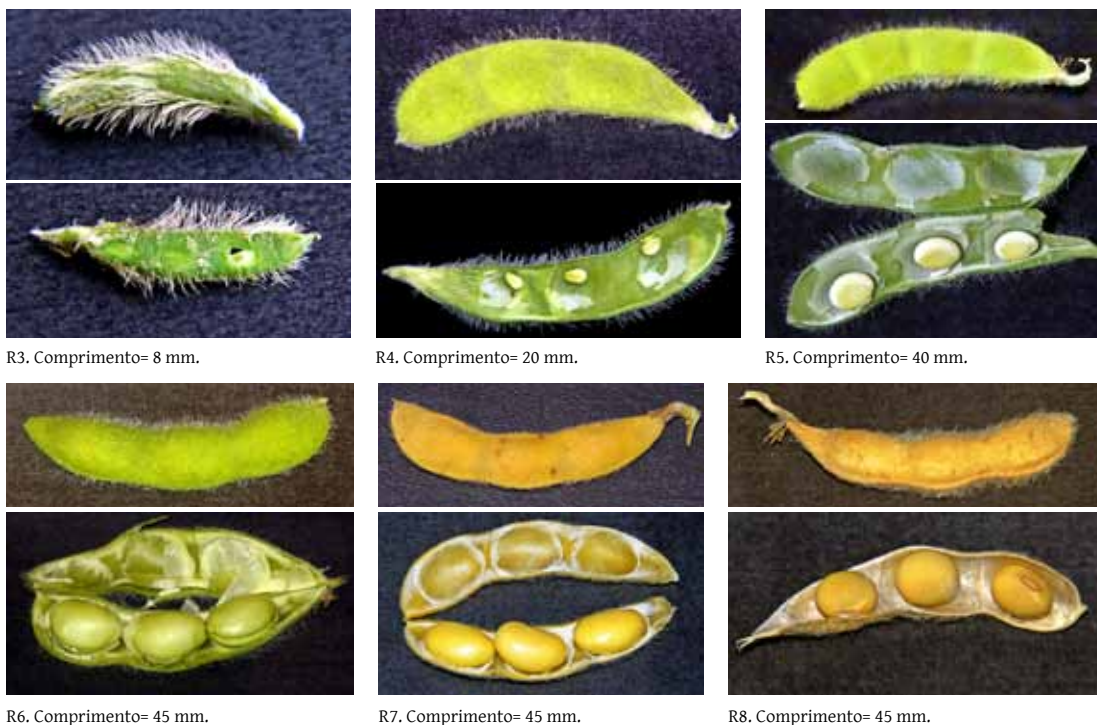 R3. Comprimento= 8 mm.
R4. Comprimento= 20 mm.
R5. Comprimento= 40 mm.
R6. Comprimento= 45 mm.
R7. Comprimento= 45 mm.
R8. Comprimento= 45 mm.